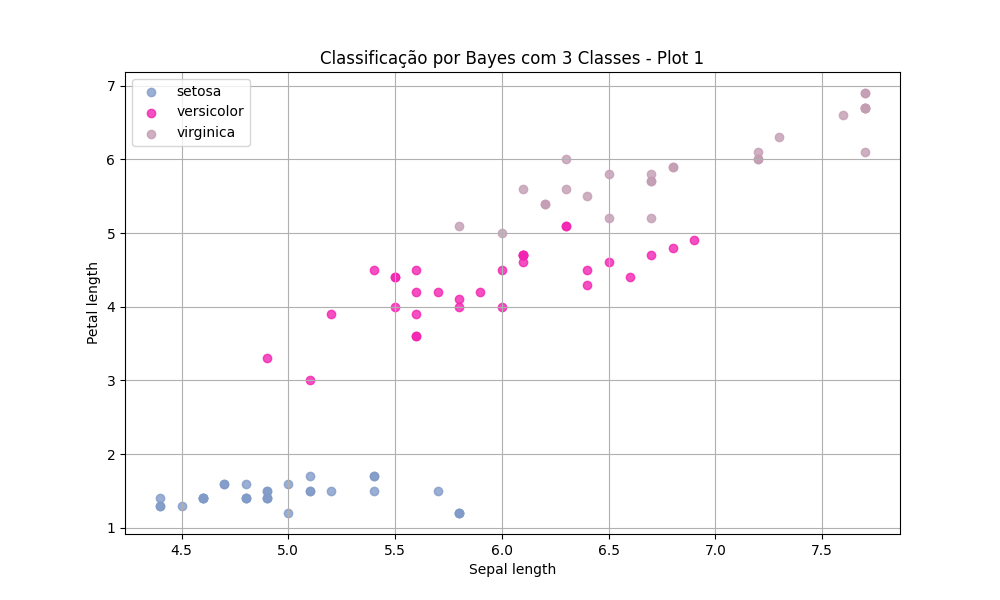 Classificação por Bayes com 3 Classes - Plot 1
setosa
versicolor
virginica
7
6
5
4
3
2
1
Petal length
4.5 5.0 5.5 6.0 6.5 7.0 7.5
Sepal length